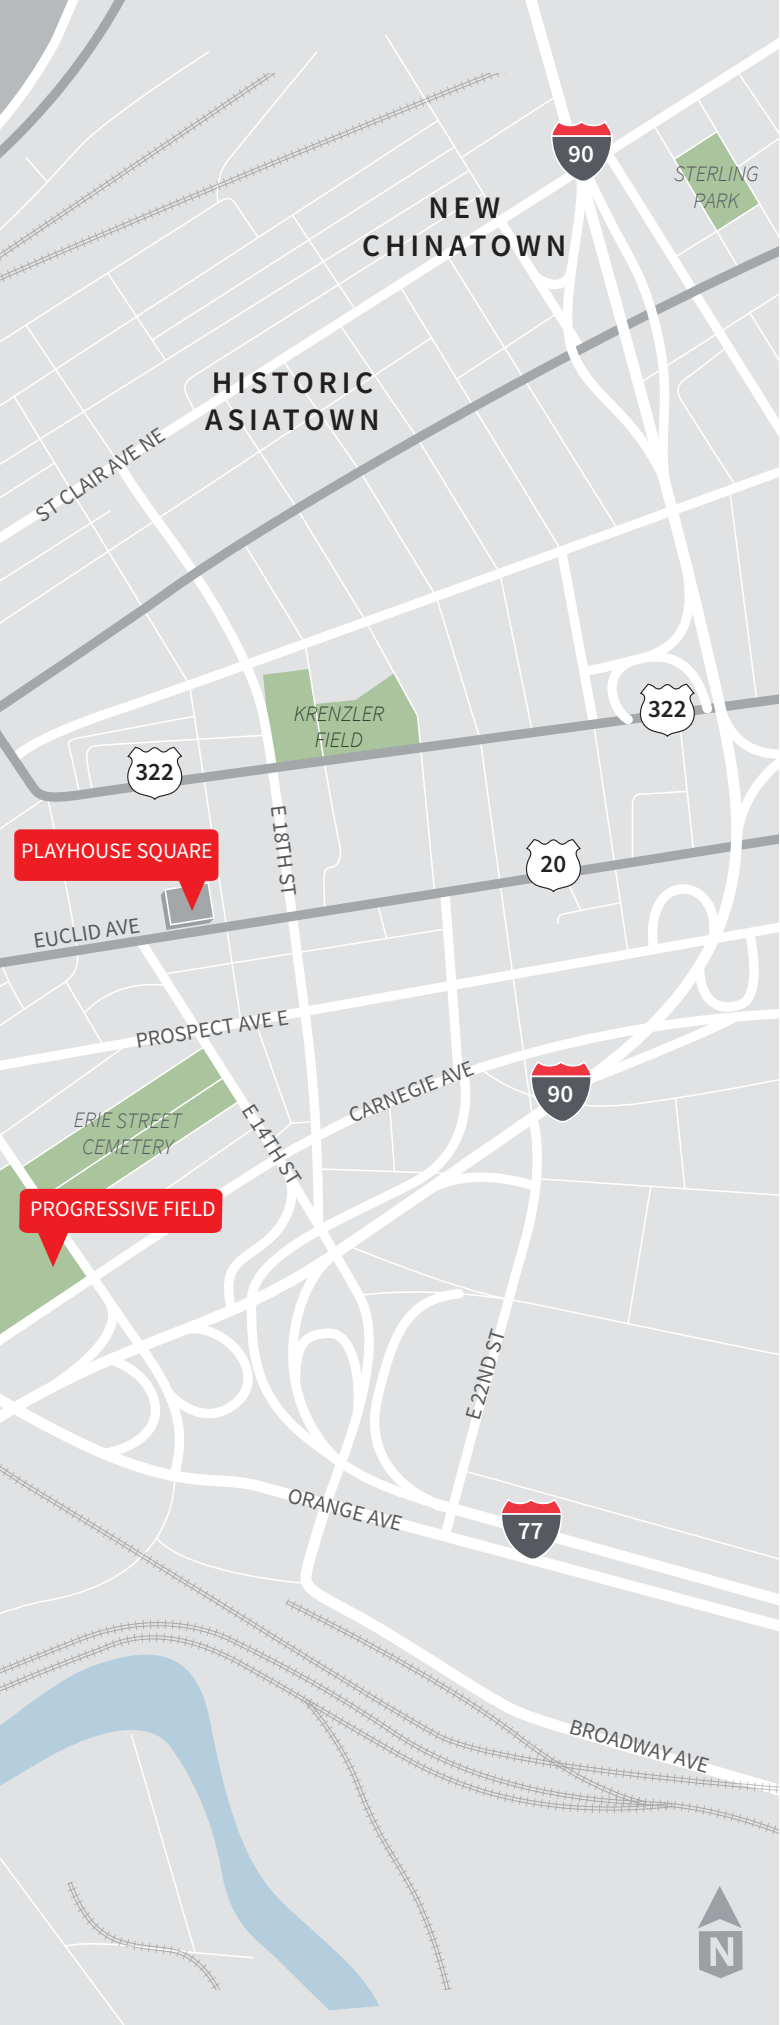 90
STERLING
PARK
NEW
CHINATOWN
HISTORIC
ASIATOWN
ST CLAIR AVE NE
KRENZLER
FIELD
322
322
E 18TH ST
PLAYHOUSE SQUARE
20
EUCLID AVE
PROSPECT AVE E
CARNEGIE AVE
90
ERIE STREET
CEMETERY
E 14TH ST
PROGRESSIVE FIELD
E 22ND ST
ORANGE AVE
77
BROADWAY AVE
N